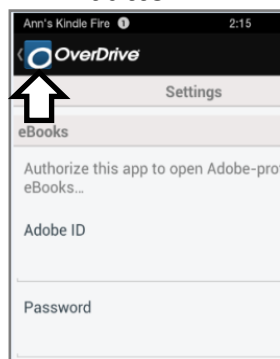 Ann's Kindle Fire 1 2:15
OverDrive
Settings
eBooks
Authorize this app to open Adobe-pro
eBooks...
Adobe ID
Password